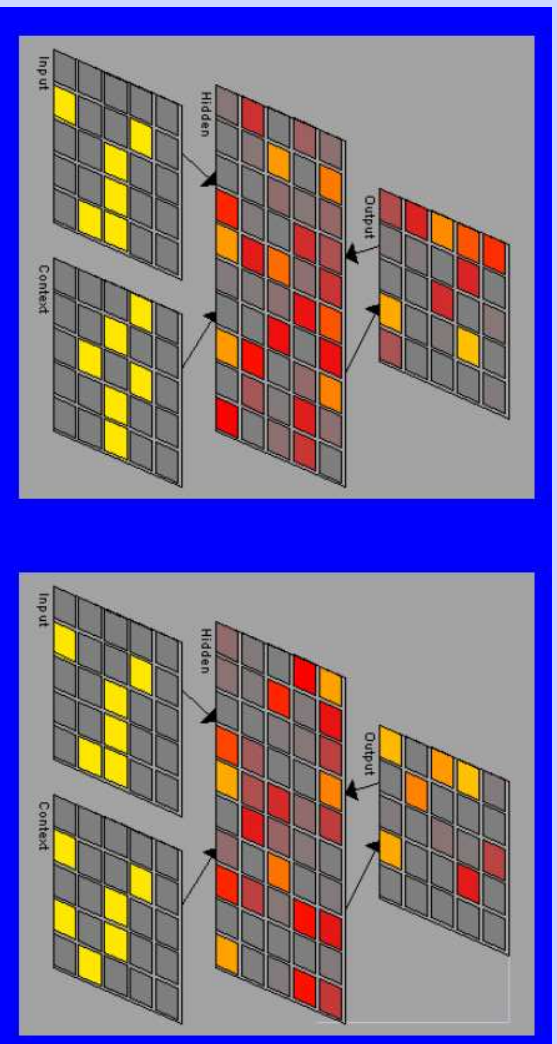 Input
Hidden
Output
Context
Input
Hidden
Output
Context